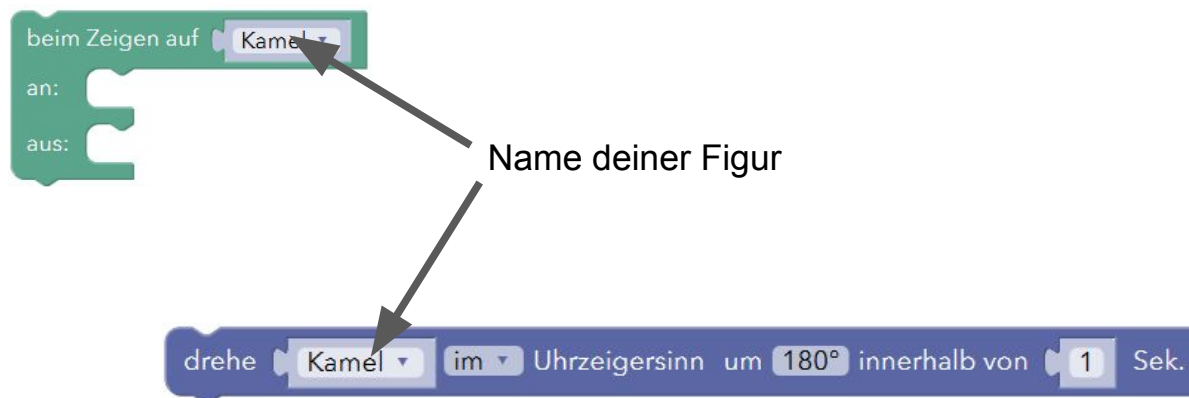 beim Zeigen auf Kamel
an:
aus:
Name deiner Figur
drehe Kamel im Uhrzeigersinn um 180° innerhalb von 1 Sek.